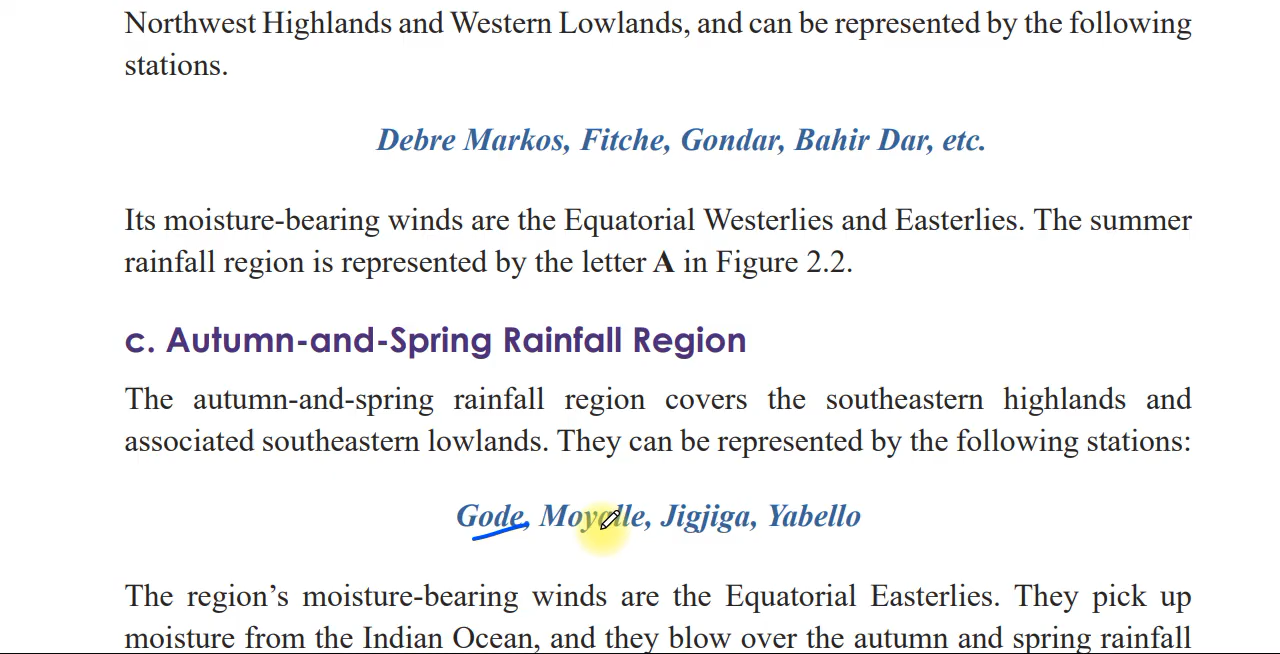 Northwest Highlands and Western Lowlands, and can be represented by the following
stations.
Debre Markos, Fitche, Gondar, Bahir Dar, etc.
Its moisture-bearing winds are the Equatorial Westerlies and Easterlies. The summer
rainfall region is represented by the letter A in Figure 2.2.
c. Autumn-and-Spring Rainfall Region
The autumn-and-spring rainfall region covers the southeastern highlands and
associated southeastern lowlands. They can be represented by the following stations:
Gode, Moyalle, Jigjiga, Yabello
The region’s moisture-bearing winds are the Equatorial Easterlies. They pick up
moisture from the Indian Ocean, and they blow over the autumn and spring rainfall